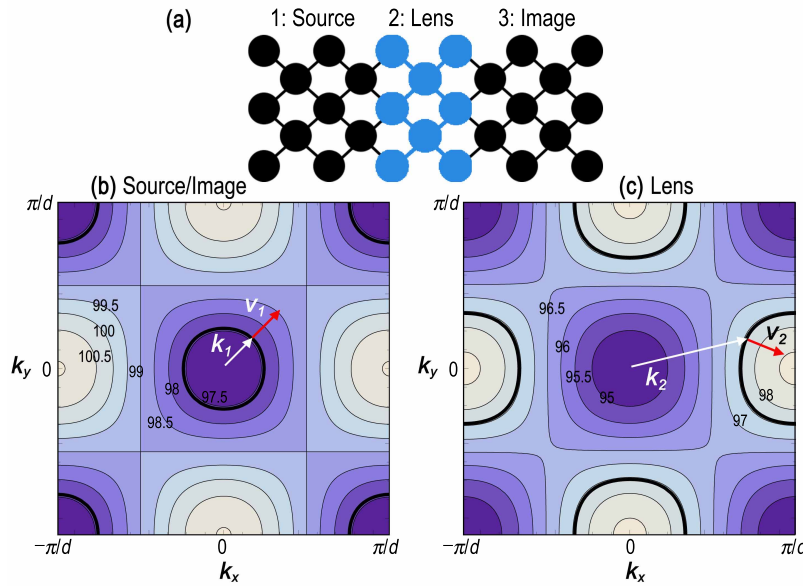 (a)
1: Source 2: Lens 3: Image
(b) Source/Image
(c) Lens
π/d
99.5
100
100.5
99
98
97.5
98.5
k1
v1
ky 0
−π/d 0 π/d
kx
π/d
96.5
96
95.5
95
k2
v2
98
97
ky 0
−π/d 0 π/d
kx